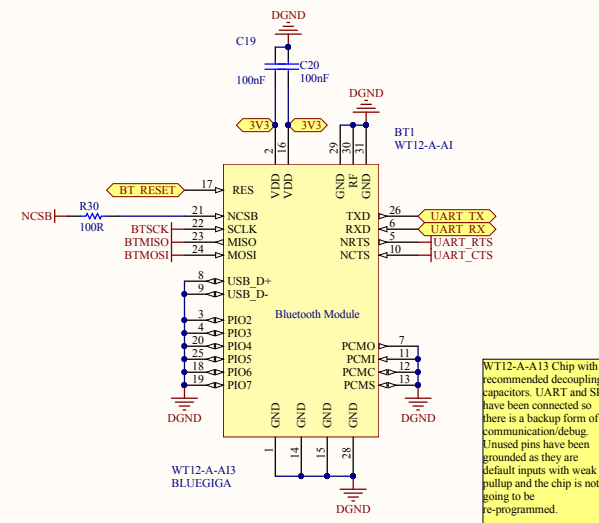 DGND
C19
C20
100nF
100nF
DGND
3V3
3V3
BT1
WT12-A-AI
2
16
29
30
31
VDD
VDD
GND
RF
GND
BT_RESET
17
RES
NCSB
R30
100R
21
NCSB
BTSCK
22
SCLK
BTMISO
23
MISO
BTMOSI
24
MOSI
TXD
26
UART_TX
RXD
6
UART_RX
NRTS
5
UART_RTS
NCTS
10
UART_CTS
8
USB_D+
9
USB_D-
Bluetooth Module
3
PIO2
4
PIO3
20
PIO4
25
PIO5
18
PIO6
19
PIO7
PCMO
7
PCMI
11
PCMC
12
PCMS
13
DGND
DGND
GND
GND
GND
GND
1
14
15
28
WT12-A-AI3
BLUEGIGA
DGND
WT12-A-A13 Chip with
recommended decoupling
capacitors. UART and SP
have been connected so
there is a backup form of
communication/debug.
Unused pins have been
grounded as they are
default inputs with weak
pullup and the chip is not
going to be
re-programmed.